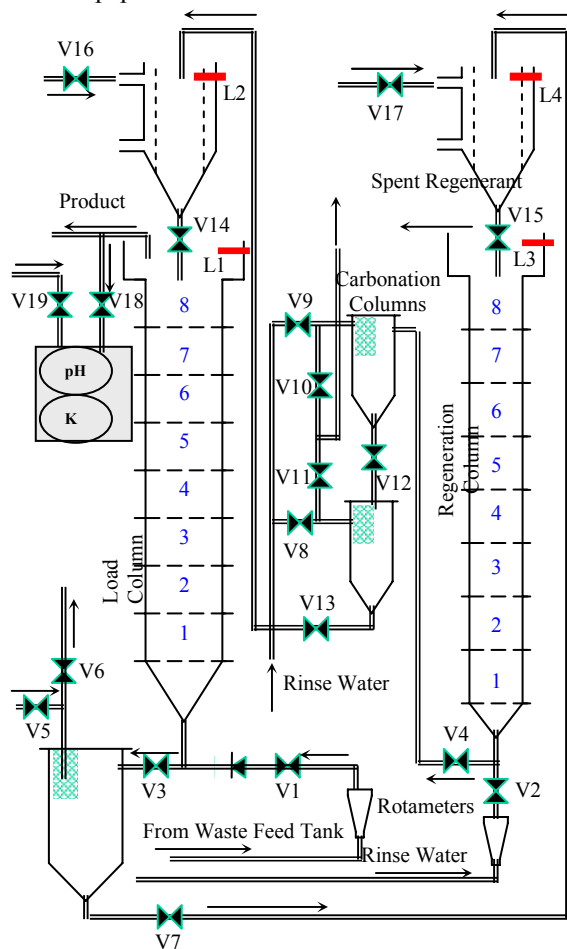 V16
L2
V17
L4
Product
V14
L1
Spent Regenerant
V15
L3
V19
V18
Carbonation
Columns
V9
V10
V11
V12
V8
V13
pH
K
8
7
6
5
4
3
2
1
Load
Column
8
7
6
5
4
3
2
1
Regeneration
Column
V6
V5
Rinse Water
V4
V3
V1
V2
Rotameters
From Waste Feed Tank
Rinse Water
V7